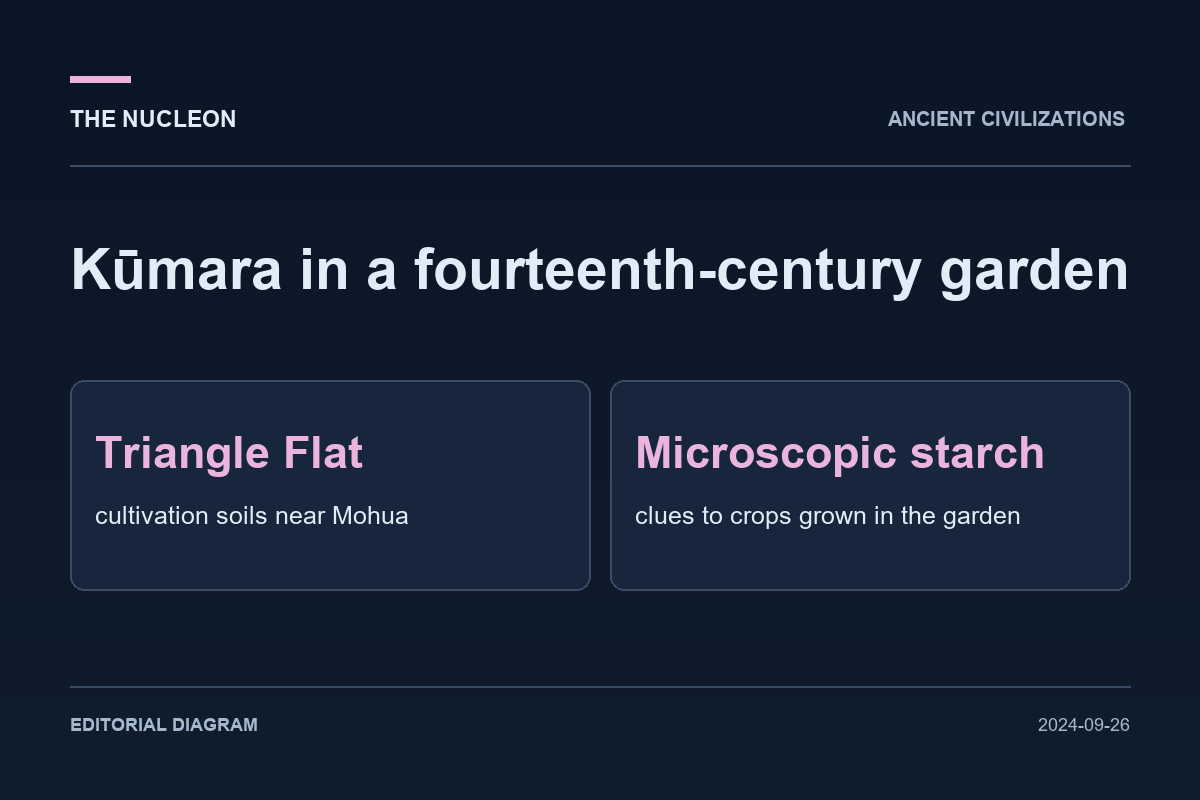 THE NUCLEON
ANCIENT CIVILIZATIONS
Kūmara in a fourteenth-century garden
Triangle Flat
cultivation soils near Mohua
Microscopic starch
clues to crops grown in the garden
EDITORIAL DIAGRAM
2024-09-26